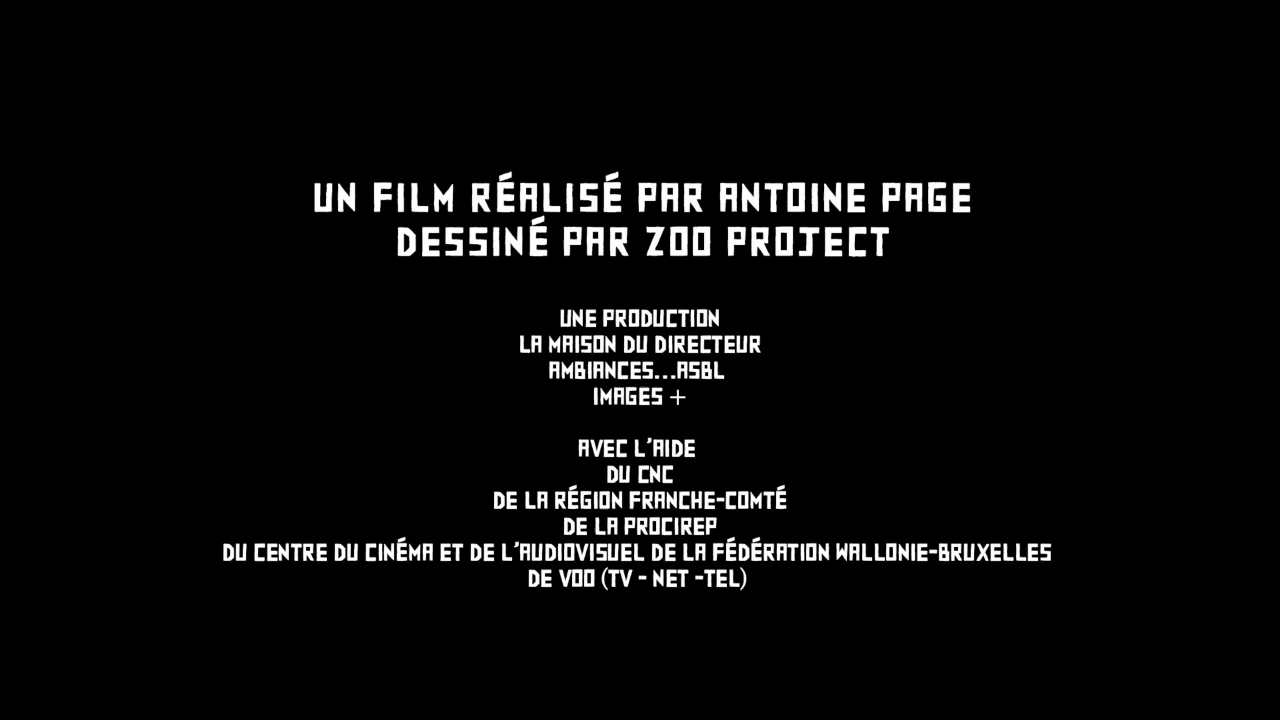 UN FILM RÉALISÉ PAR ANTOINE PAGE
DESSINÉ PAR ZOO PROJECT
UNE PRODUCTION
LA MAISON DU DIRECTEUR
AMBIANCES...ASBL
IMAGES +
AVEC L'AIDE
DU CNC
DE LA RÉGION FRANCHE-COMTÉ
DE LA PROCIREP
DU CENTRE DU CINÉMA ET DE L'AUDIOVISUEL DE LA FÉDÉRATION WALLONIE-BRUXELLES
DE VOO (TV - NET -TEL)